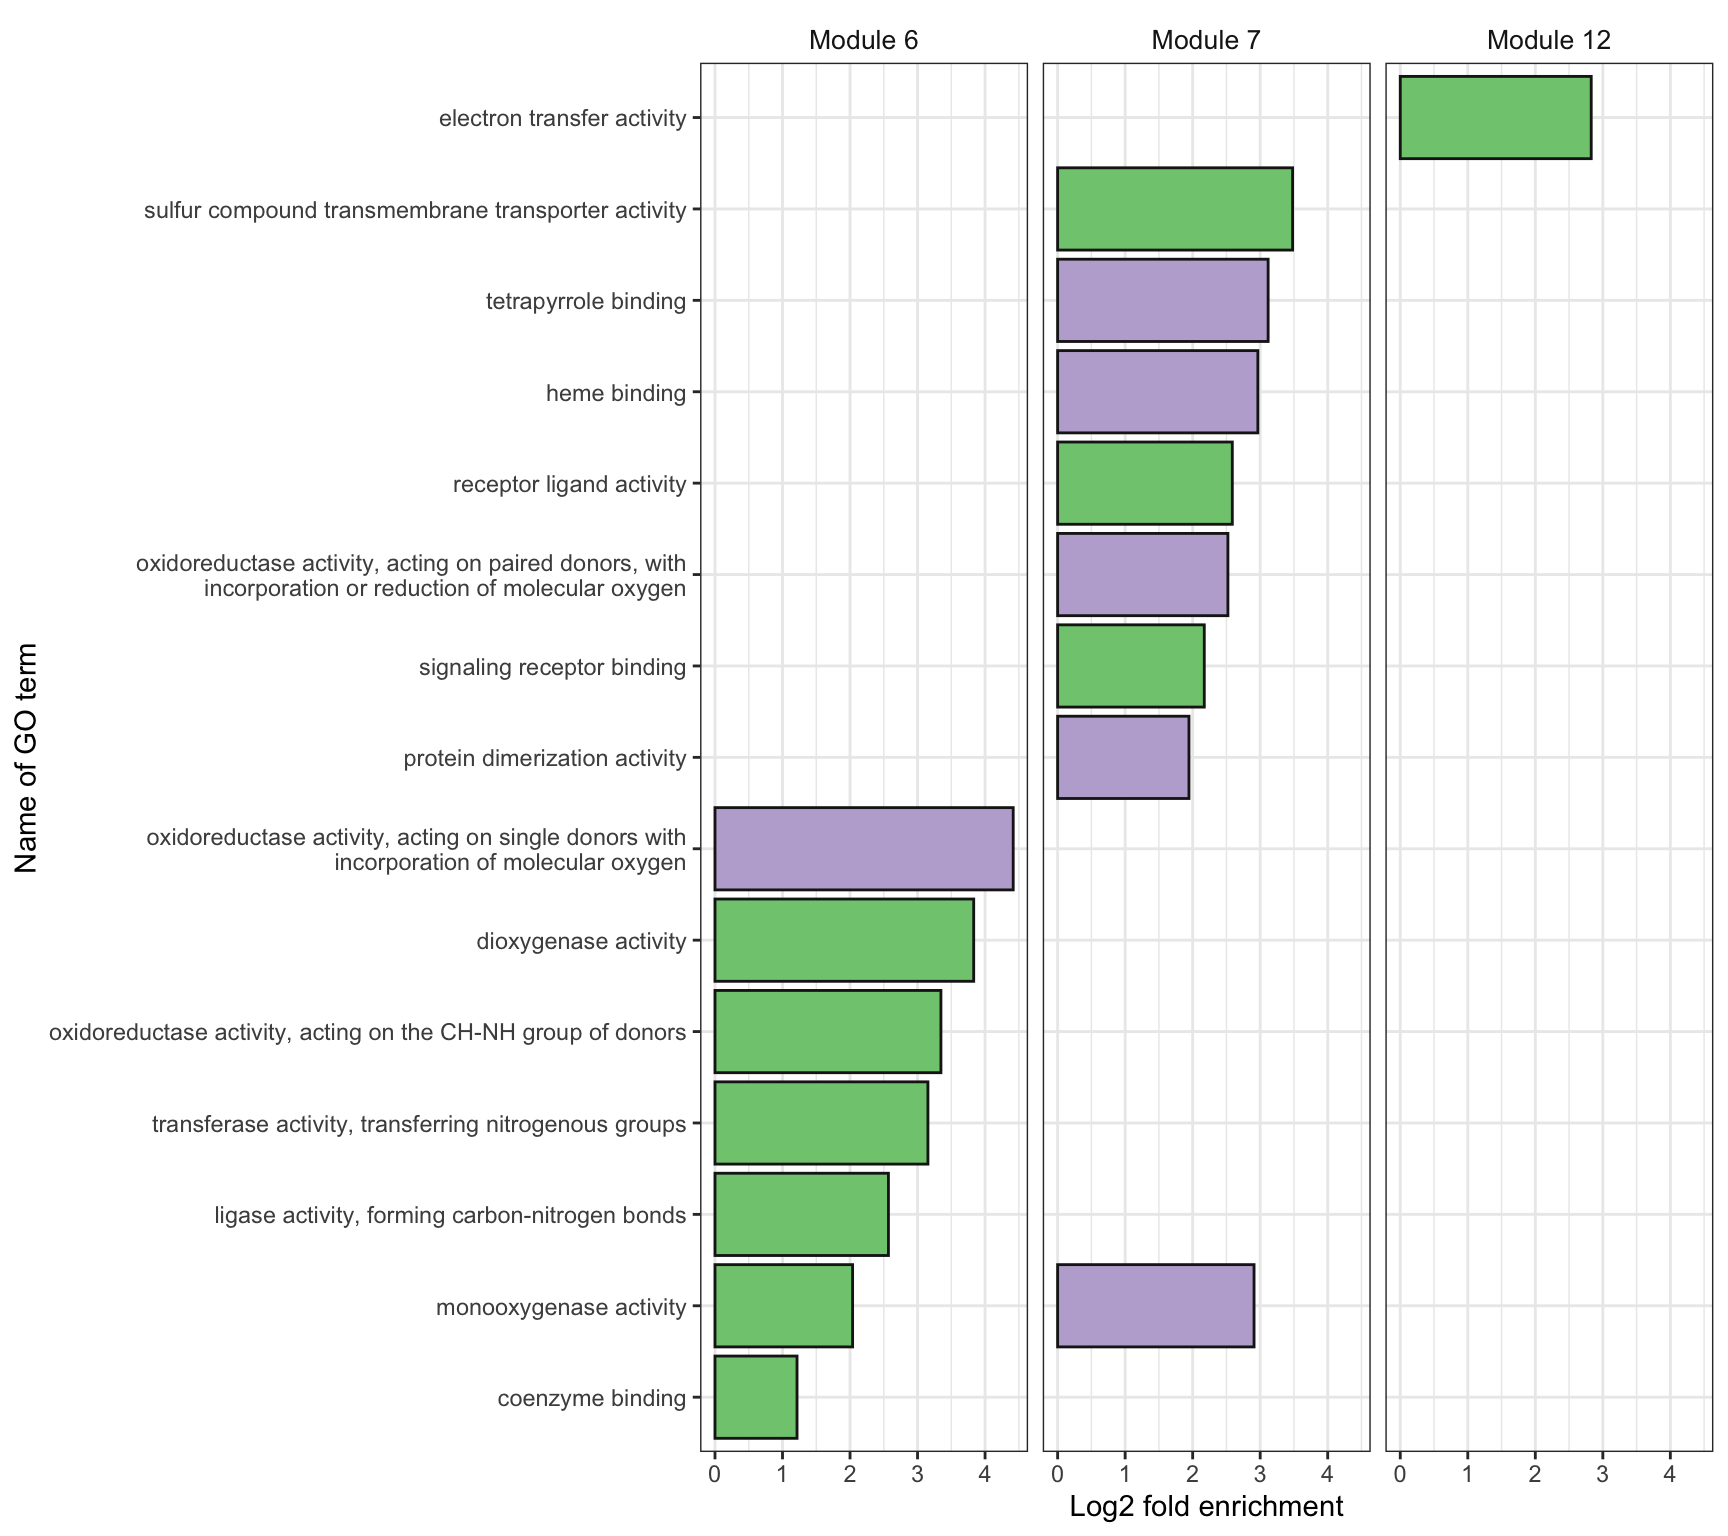 Module 6
Module 7
Module 12
electron transfer activity
sulfur compound transmembrane transporter activity
tetrapyrrole binding
heme binding
receptor ligand activity
oxidoreductase activity, acting on paired donors, with
incorporation or reduction of molecular oxygen
signaling receptor binding
protein dimerization activity
oxidoreductase activity, acting on single donors with
incorporation of molecular oxygen
dioxygenase activity
oxidoreductase activity, acting on the CH-NH group of donors
transferase activity, transferring nitrogenous groups
ligase activity, forming carbon-nitrogen bonds
monooxygenase activity
coenzyme binding
Name of GO term
0 1 2 3 4
0 1 2 3 4
0 1 2 3 4
Log2 fold enrichment